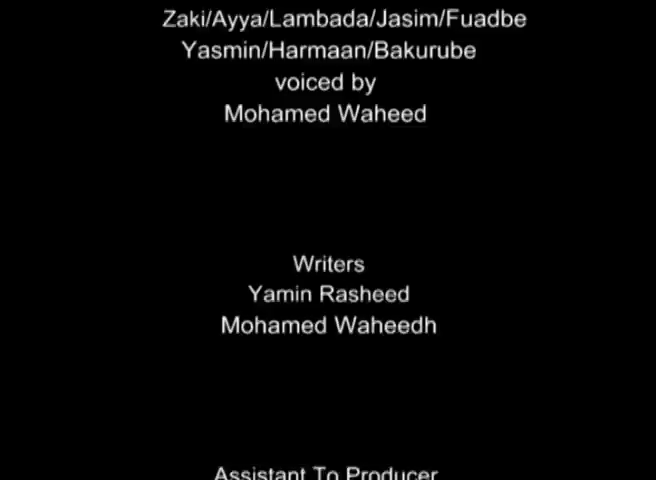 Zaki/Ayya/Lambada/Jasim/Fuadbe
Yasmin/Harmaan/Bakurube
voiced by
Mohamed Waheed
Writers
Yamin Rasheed
Mohamed Waheedh
Assistant To Producer